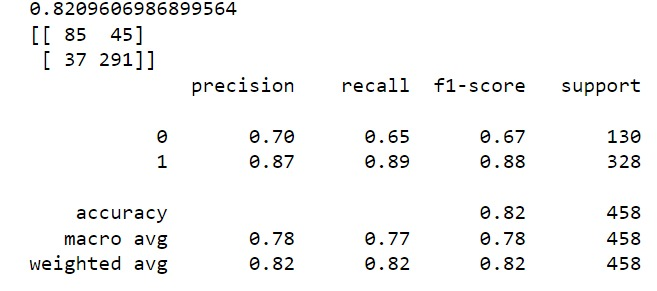 0.8209606986899564
[[ 85  45]
 [ 37 291]]
              precision    recall  f1-score   support

           0       0.70      0.65      0.67       130
           1       0.87      0.89      0.88       328

    accuracy                           0.82       458
   macro avg       0.78      0.77      0.78       458
weighted avg       0.82      0.82      0.82       458